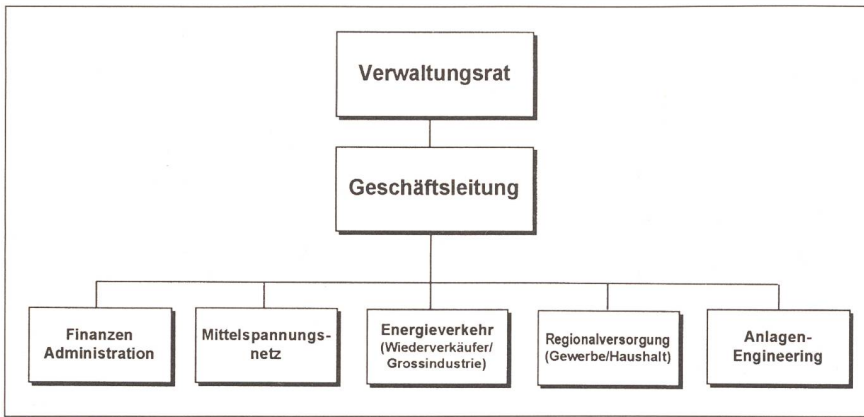 Verwaltungsrat
Geschäftsleitung
Finanzen
Administration
Mittelspannungs-
netz
Energieverkehr
(Wiederverkäufer/
Grossindustrie)
Regionalversorgung
(Gewerbe/Haushalt)
Anlagen-
Engineering